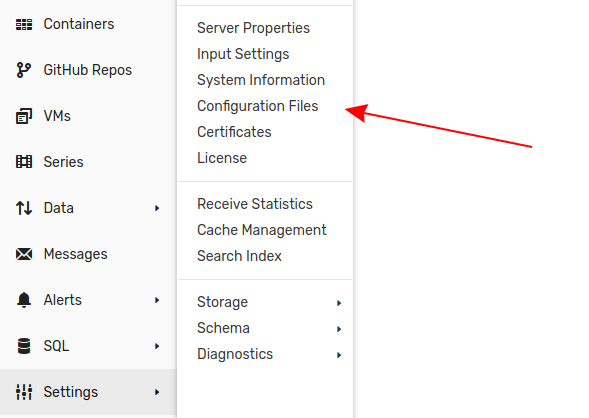 Containers
GitHub Repos
VMs
Series
Data
Messages
Alerts
SQL
Settings
Server Properties
Input Settings
System Information
Configuration Files
Certificates
License
Receive Statistics
Cache Management
Search Index
Storage
Schema
Diagnostics